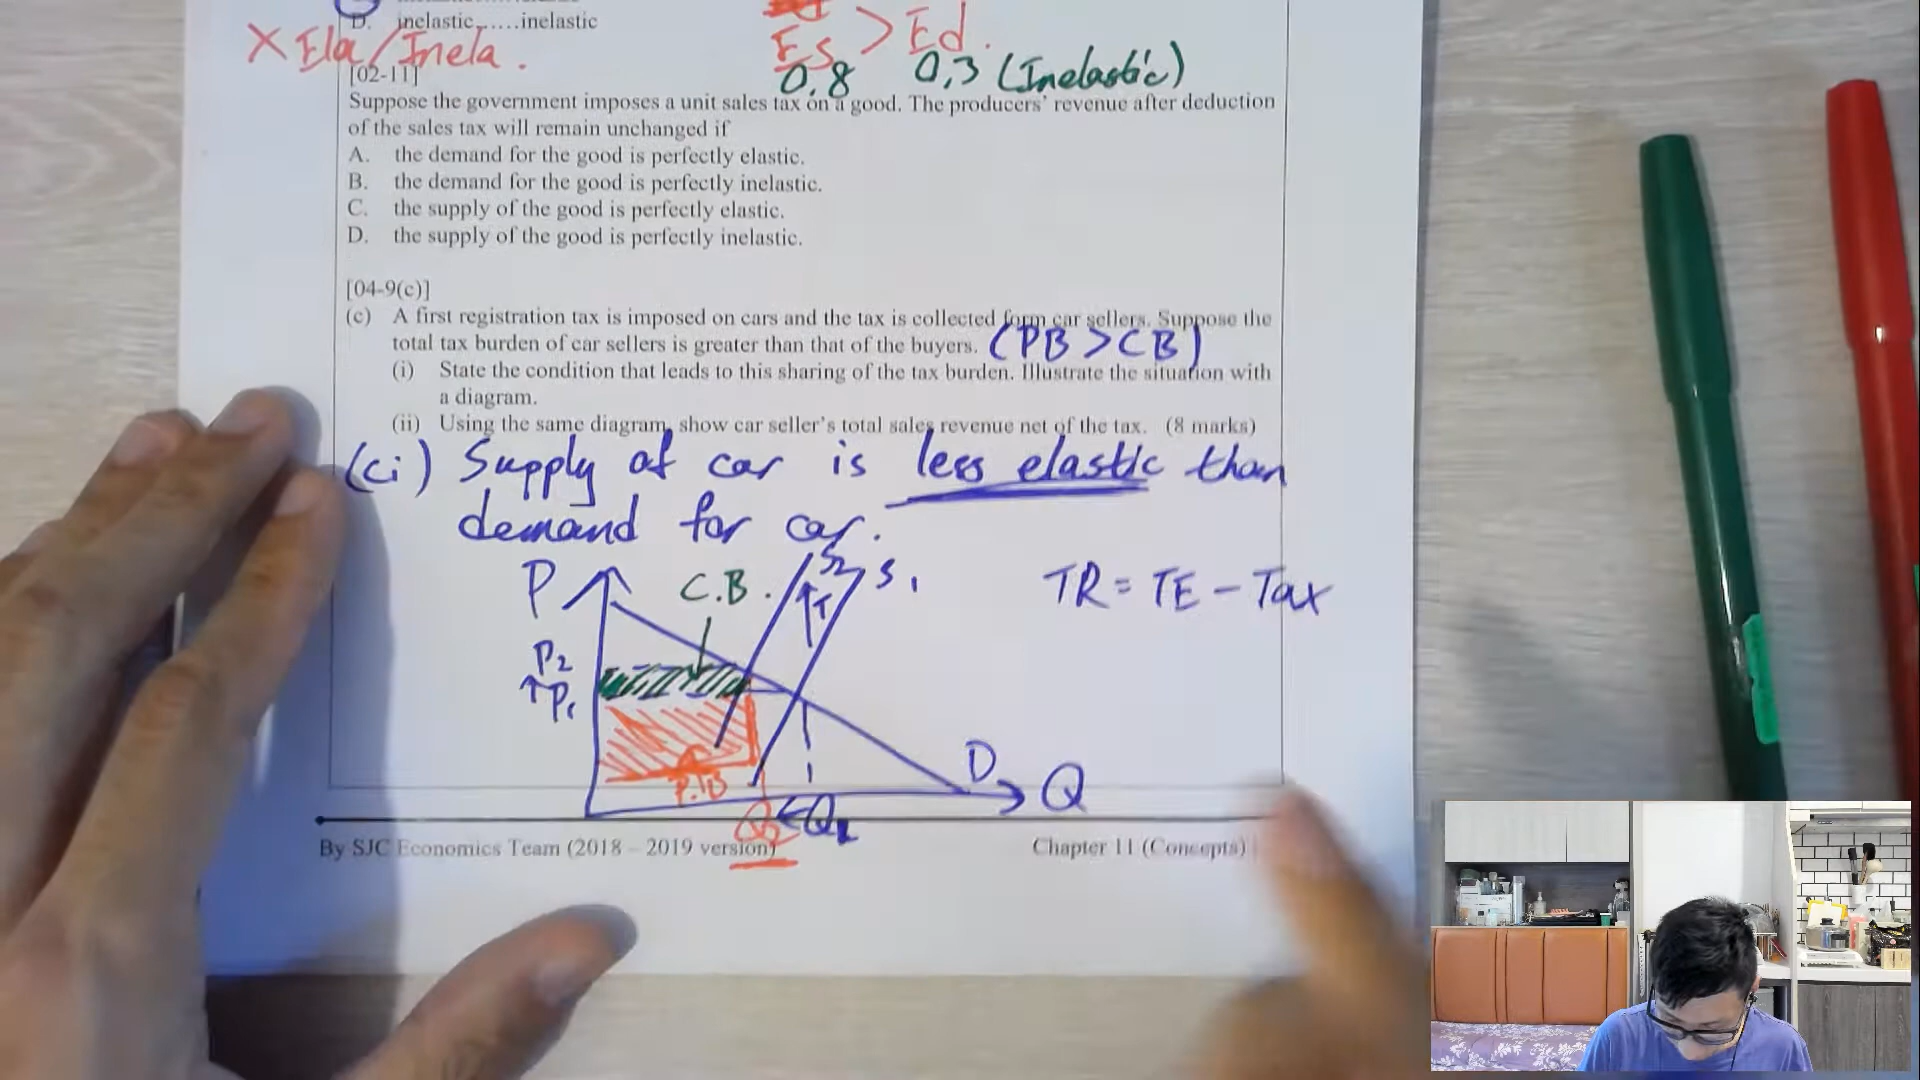 D. inelastic......inelastic
× Ela/Inela.
Es > Ed.
0.8 0.3 (Inelastic)
[02-11]
Suppose the government imposes a unit sales tax on a good. The producers' revenue after deduction
of the sales tax will remain unchanged if
A. the demand for the good is perfectly elastic.
B. the demand for the good is perfectly inelastic.
C. the supply of the good is perfectly elastic.
D. the supply of the good is perfectly inelastic.
[04-9(c)]
(c) A first registration tax is imposed on cars and the tax is collected form car sellers. Suppose the
total tax burden of car sellers is greater than that of the buyers. (PB > CB)
(i) State the condition that leads to this sharing of the tax burden. Illustrate the situation with
a diagram.
(ii) Using the same diagram, show car seller's total sales revenue net of the tax. (8 marks)
(ci) Supply of car is less elastic than
demand for car.
P C.B. S2 S1
T
TR = TE - Tax
P2
↑P1
P.B
D Q
Q2 ← Q1
By SJC Economics Team (2018 – 2019 version)
Chapter 11 (Concepts)